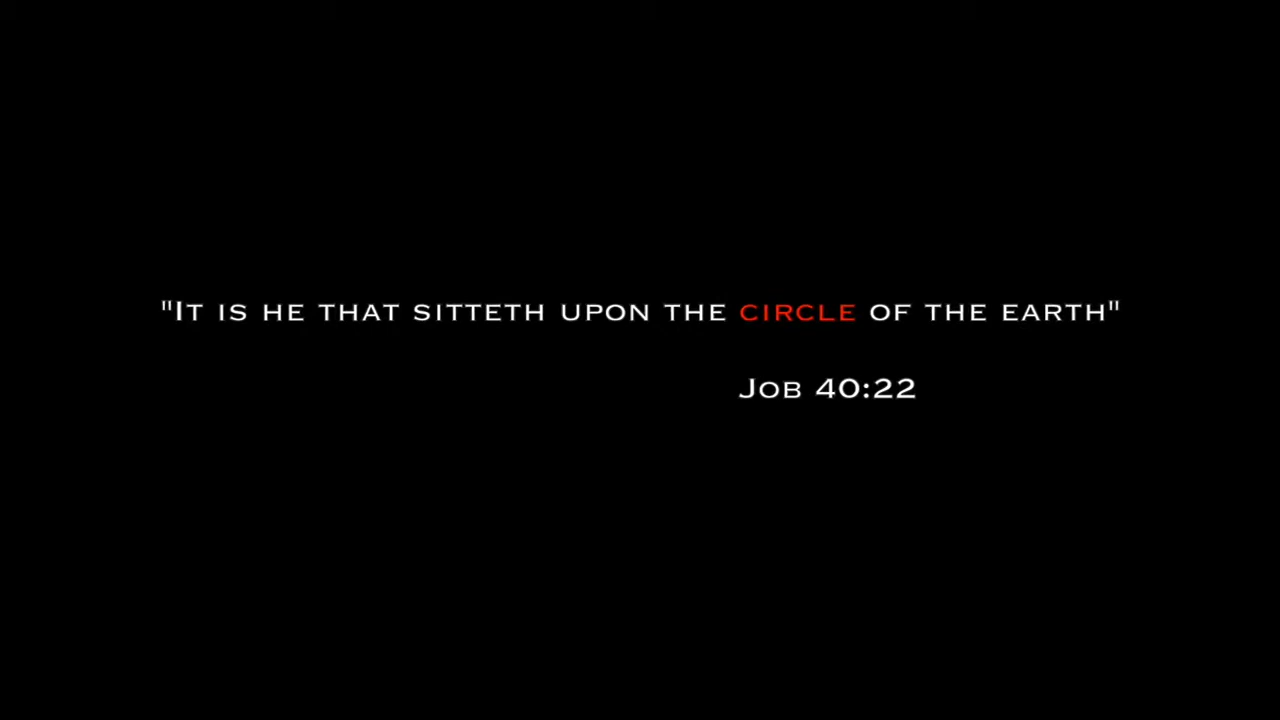 "It is he that sitteth upon the circle of the earth"
Job 40:22